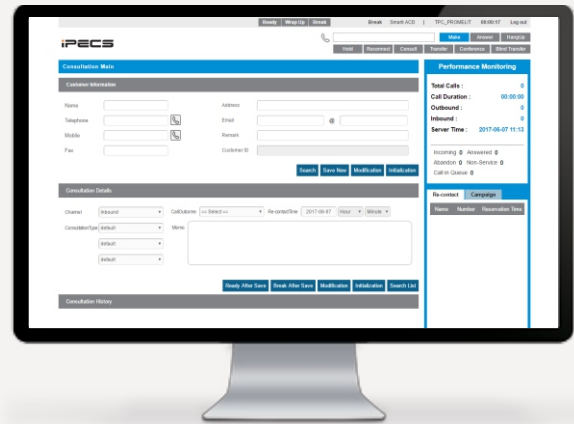 Ready Wrap Up Break Break Smart ACD | TPC_PROMELIT 00:00:17 Log out
iPECS
Make Answer HangUp
Hold Reconnect Consult Transfer Conference Blind Transfer
Consultation Main
Customer Information
Name Address
Telephone Email @
Mobile Remark
Fax Customer ID
Search Save New Modification Initialization
Consultation Details
Channel Inbound CallOutcome == Select == Re-contactTime 2017-06-07 Hour Minute
ConsultationType default Memo
default
default
Ready After Save Break After Save Modification Initialization Search List
Consultation History
Performance Monitoring
Total Calls : 0
Call Duration : 00:00:00
Outbound : 0
Inbound : 0
Server Time : 2017-06-07 11:13
Incoming 0 Answered 0
Abandon 0 Non-Service 0
Call in Queue 0
Re-contact Campaign
Name Number Reservation Time